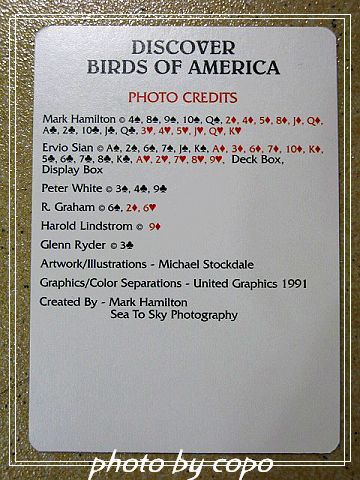 DISCOVER
BIRDS OF AMERICA
PHOTO CREDITS
Mark Hamilton © 4♠, 8♠, 9♠, 10♠, Q♠, 2♦, 4♦, 5♦, 8♦, J♦, Q♦,
A♣, 2♣, 10♣, J♣, Q♣, 3♥, 4♥, 5♥, J♥, Q♥, K♥
Ervio Sian © A♠, 2♠, 6♠, 7♠, J♠, K♠, A♦, 3♦, 6♦, 7♦, 10♦, K♦,
5♣, 6♣, 7♣, 8♣, K♣, A♥, 2♥, 7♥, 8♥, 9♥, Deck Box,
Display Box
Peter White © 3♠, 4♣, 9♣
R. Graham © 6♠, 2♦, 6♥
Harold Lindstrom © 9♦
Glenn Ryder © 3♣
Artwork/Illustrations - Michael Stockdale
Graphics/Color Separations - United Graphics 1991
Created By - Mark Hamilton
Sea To Sky Photography
photo by copo